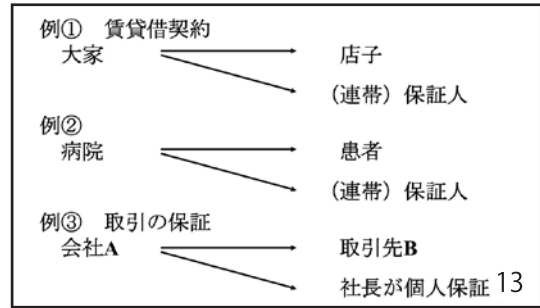 例① 賃貸借契約
大家 店子
(連帯) 保証人
例②
病院 患者
(連帯) 保証人
例③ 取引の保証
会社A 取引先B
社長が個人保証 13